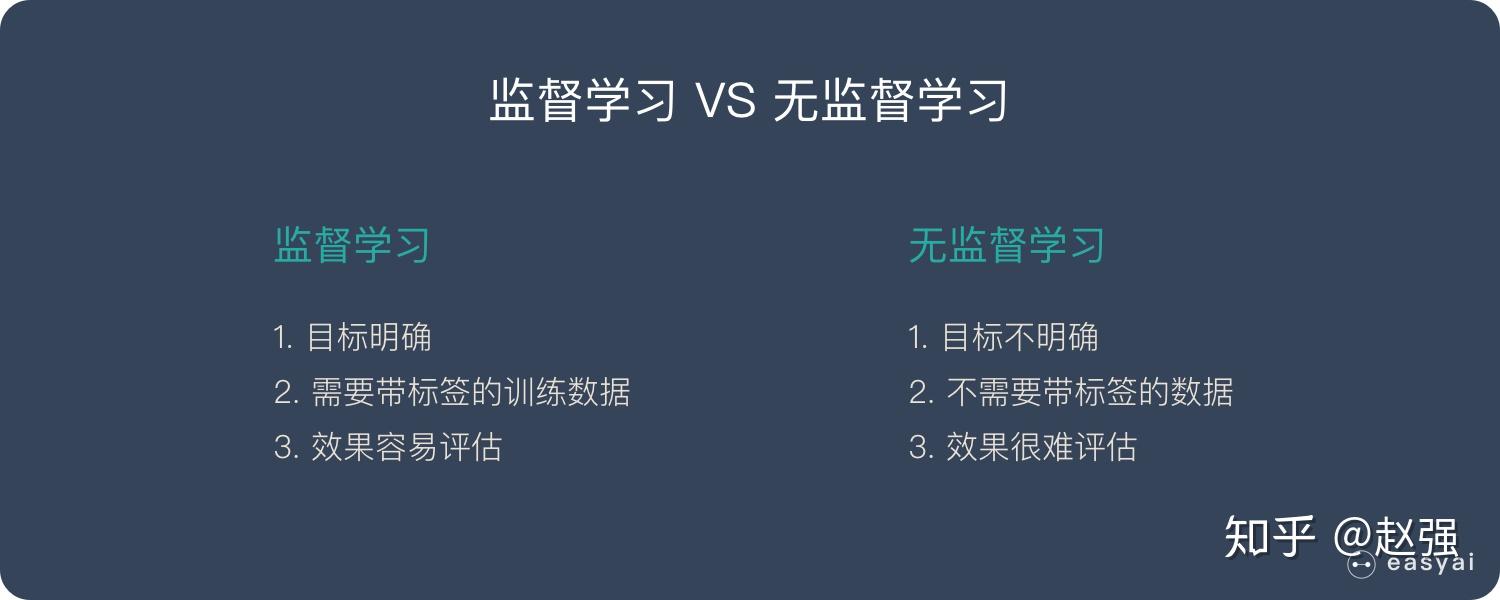 监督学习 VS 无监督学习
监督学习
1. 目标明确
2. 需要带标签的训练数据
3. 效果容易评估
无监督学习
1. 目标不明确
2. 不需要带标签的数据
3. 效果很难评估
知乎 @赵强
easyai